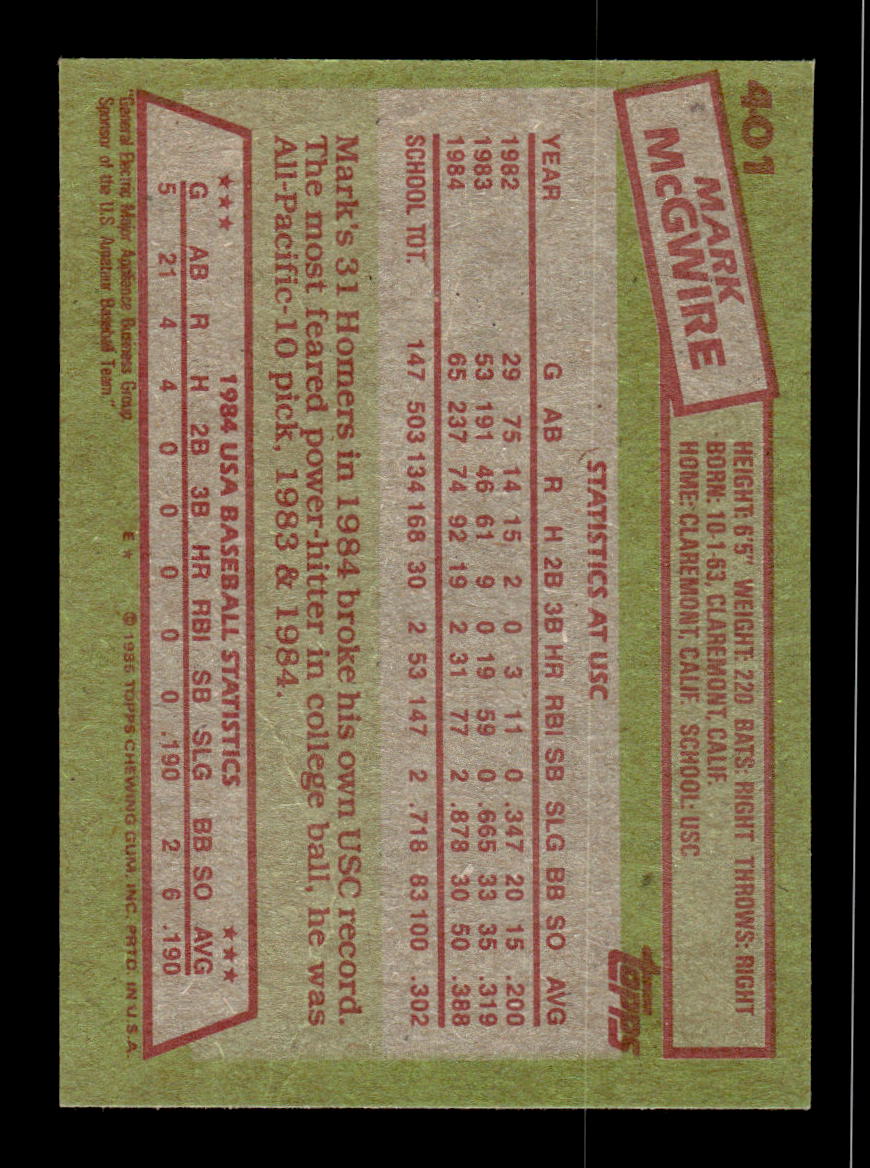 401
MARK
McGWIRE
HEIGHT: 6'5" WEIGHT: 220 BATS: RIGHT THROWS: RIGHT
BORN: 10-1-63, CLAREMONT, CALIF.
HOME: CLAREMONT, CALIF. SCHOOL: USC
Topps
STATISTICS AT USC
YEAR G AB R H 2B 3B HR RBI SB SLG BB SO AVG
1982 29 75 14 15 2 0 3 11 0 .347 20 15 .200
1983 53 191 46 61 9 0 19 59 0 .665 33 35 .319
1984 65 237 74 92 19 2 31 77 2 .878 30 50 .388
SCHOOL TOT. 147 503 134 168 30 2 53 147 2 .718 83 100 .302
Mark's 31 Homers in 1984 broke his own USC record.
The most feared power-hitter in college ball, he was
All-Pacific-10 pick, 1983 & 1984.
★★★ 1984 USA BASEBALL STATISTICS ★★★
G AB R H 2B 3B HR RBI SB SLG BB SO AVG
5 21 4 4 0 0 0 0 0 .190 2 6 .190
"General Electric Major Appliance Business Group
Sponsor of the U.S. Amateur Baseball Team."
E * © 1985 TOPPS CHEWING GUM, INC. PRTD. IN U.S.A.